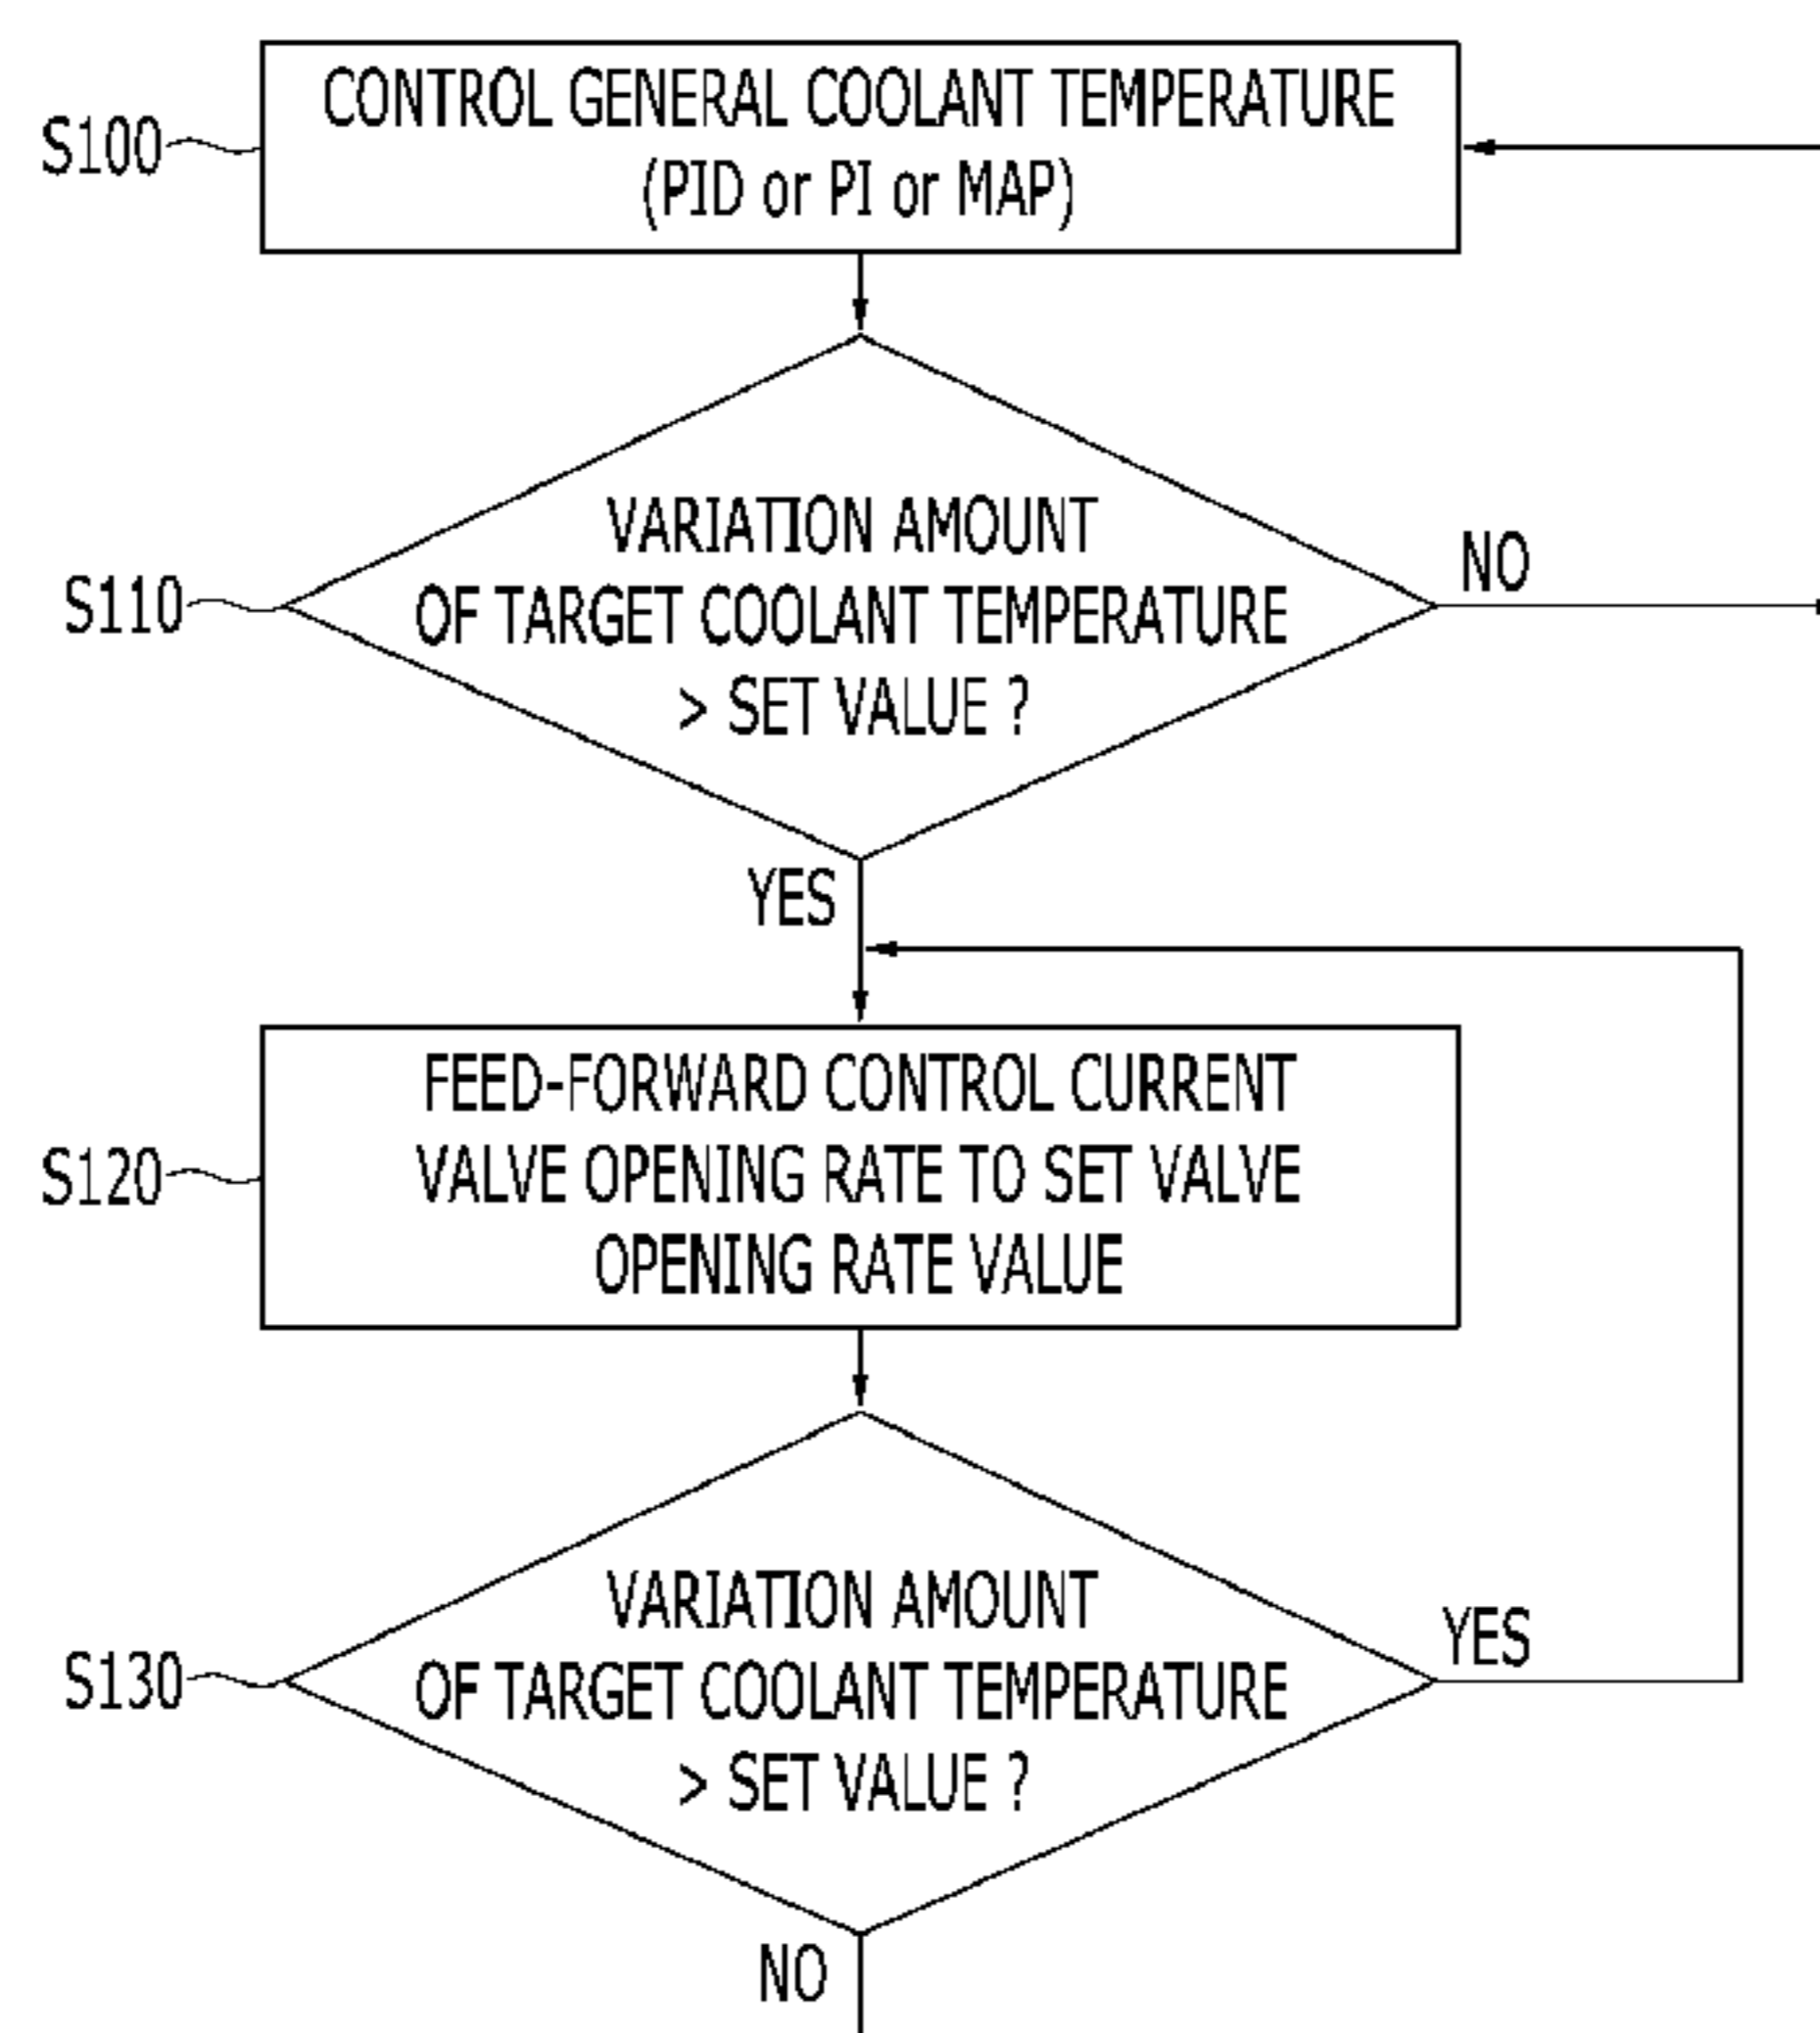 CONTROL GENERAL COOLANT TEMPERATURE
(PID or PI or MAP)
S100
VARIATION AMOUNT
OF TARGET COOLANT TEMPERATURE
> SET VALUE ?
S110
NO
YES
FEED-FORWARD CONTROL CURRENT
VALVE OPENING RATE TO SET VALVE
OPENING RATE VALUE
S120
VARIATION AMOUNT
OF TARGET COOLANT TEMPERATURE
> SET VALUE ?
S130
YES
NO